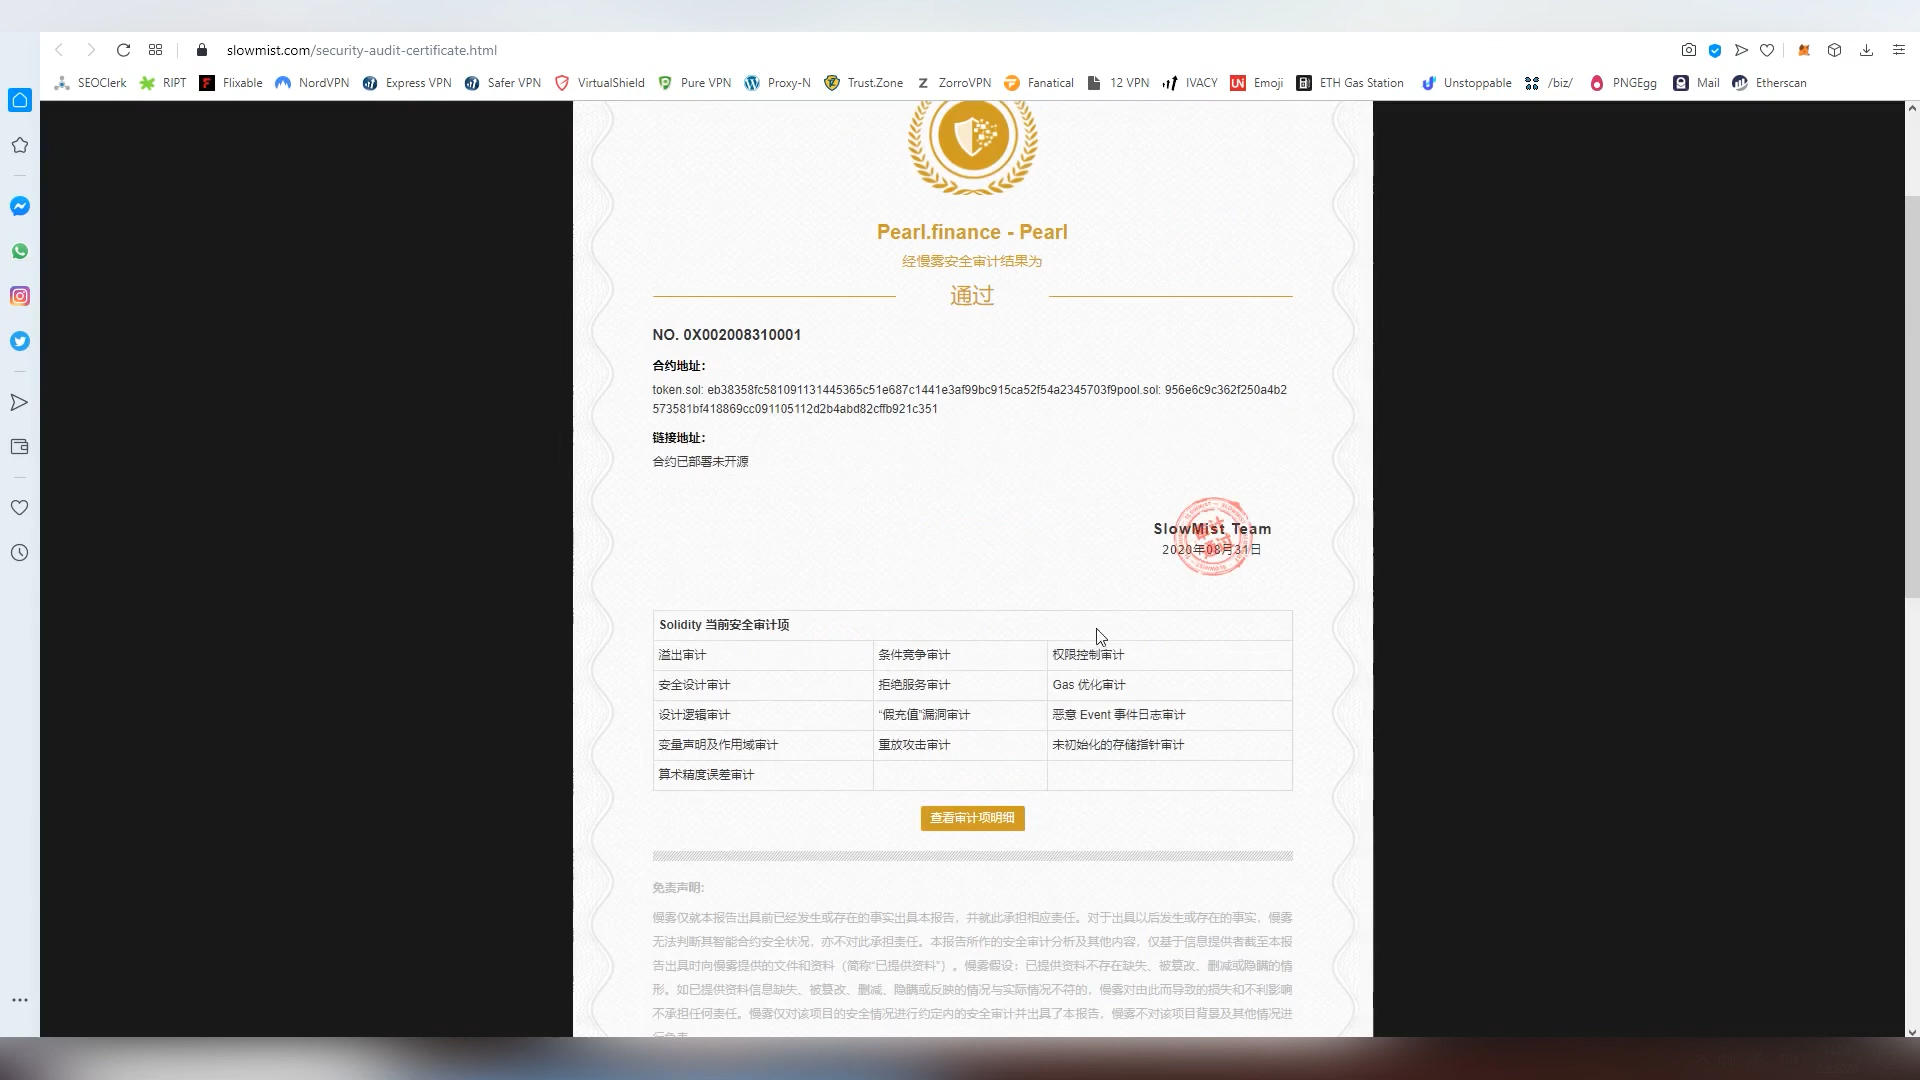 slowmist.com/security-audit-certificate.html
SEOClerk RIPT Flixable NordVPN Express VPN Safer VPN VirtualShield Pure VPN Proxy-N Trust.Zone ZorroVPN Fanatical 12 VPN IVACY Emoji ETH Gas Station Unstoppable /biz/ PNGEgg Mail Etherscan
Pearl.finance - Pearl
经慢雾安全审计结果为
通过
NO. 0X002008310001
合约地址：
token.sol: eb38358fc581091131445365c51e687c1441e3af99bc915ca52f54a2345703f9pool.sol: 956e6c9c362f250a4b2
573581bf418869cc091105112d2b4abd82cffb921c351
链接地址：
合约已部署未开源
SlowMist Team
2020年08月31日
Solidity 当前安全审计项
溢出审计 条件竞争审计 权限控制审计
安全设计审计 拒绝服务审计 Gas 优化审计
设计逻辑审计 “假充值”漏洞审计 恶意 Event 事件日志审计
变量声明及作用域审计 重放攻击审计 未初始化的存储指针审计
算术精度误差审计
查看审计项明细
免责声明:
慢雾仅就本报告出具前已经发生或存在的事实出具本报告，并就此承担相应责任。对于出具以后发生或存在的事实，慢雾
无法判断其智能合约安全状况，亦不对此承担责任。本报告所作的安全审计分析及其他内容，仅基于信息提供者截至本报
告出具时向慢雾提供的文件和资料（简称“已提供资料”）。慢雾假设：已提供资料不存在缺失、被篡改、删减或隐瞒的情
形。如已提供资料信息缺失、被篡改、删减、隐瞒或反映的情况与实际情况不符的，慢雾对由此而导致的损失和不利影响
不承担任何责任。慢雾仅对该项目的安全情况进行约定内的安全审计并出具了本报告，慢雾不对该项目背景及其他情况进